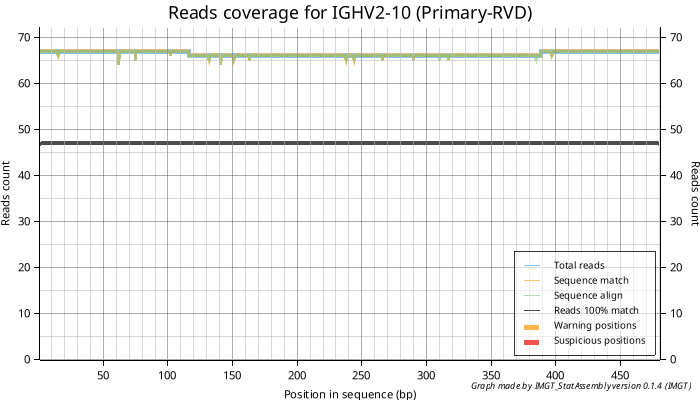 Reads coverage for IGHV2-10 (Primary-RVD)
70 70
60 60
50 50
40 40
30 30
20 20
10 10
0 0
Reads count
Reads count
Total reads
Sequence match
Sequence align
Reads 100% match
Warning positions
Suspicious positions
50 100 150 200 250 300 350 400 450
Position in sequence (bp)
Graph made by IMGT_StatAssembly version 0.1.4 (IMGT)